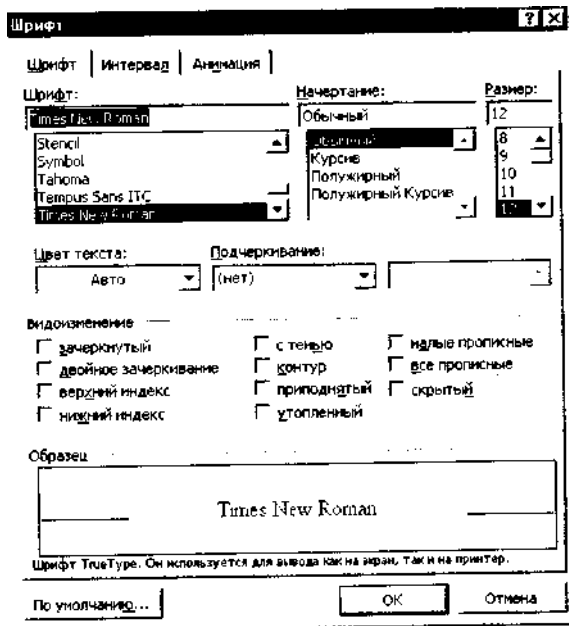 Шрифт
Шрифт Интервал Анимация
Шрифт: Начертание: Размер:
Times New Roman Обычный 12
Stencil Обычный 8
Symbol Курсив 9
Tahoma Полужирный 10
Tempus Sans ITC Полужирный Курсив 11
Times New Roman 12
Цвет текста: Подчеркивание:
Авто (нет)
Видоизменение
зачеркнутый с тенью малые прописные
двойное зачеркивание контур все прописные
верхний индекс приподнятый скрытый
нижний индекс утопленный
Образец
Times New Roman
Шрифт TrueType. Он используется для вывода как на экран, так и на принтер.
По умолчанию... ОК Отмена